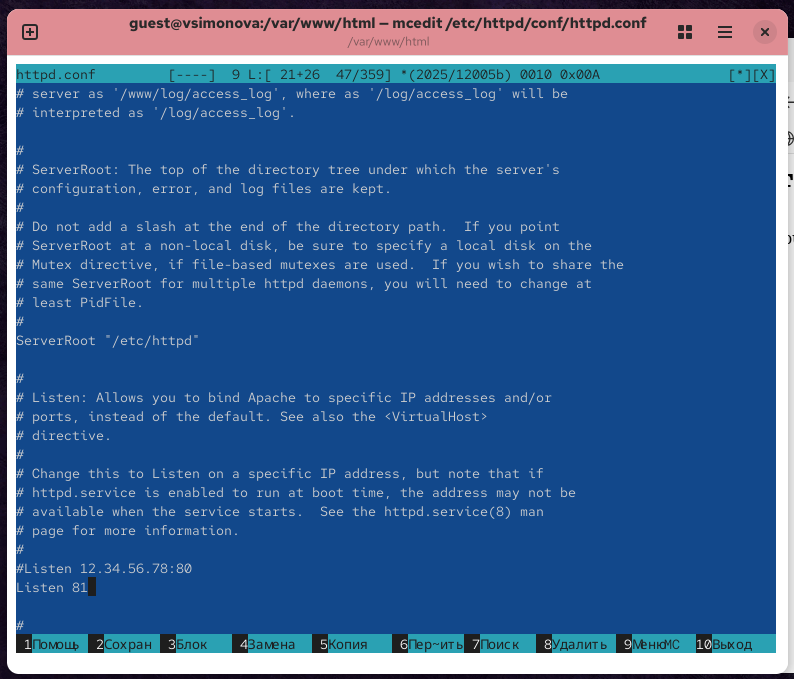 guest@vsimonova:/var/www/html — mcedit /etc/httpd/conf/httpd.conf
/var/www/html
httpd.conf [----] 9 L:[ 21+26 47/359] *(2025/12005b) 0010 0x00A [*][X]
# server as '/www/log/access_log', where as '/log/access_log' will be
# interpreted as '/log/access_log'.
#
# ServerRoot: The top of the directory tree under which the server's
# configuration, error, and log files are kept.
#
# Do not add a slash at the end of the directory path.  If you point
# ServerRoot at a non-local disk, be sure to specify a local disk on the
# Mutex directive, if file-based mutexes are used.  If you wish to share the
# same ServerRoot for multiple httpd daemons, you will need to change at
# least PidFile.
#
ServerRoot "/etc/httpd"
#
# Listen: Allows you to bind Apache to specific IP addresses and/or
# ports, instead of the default. See also the <VirtualHost>
# directive.
#
# Change this to Listen on a specific IP address, but note that if
# httpd.service is enabled to run at boot time, the address may not be
# available when the service starts.  See the httpd.service(8) man
# page for more information.
#
#Listen 12.34.56.78:80
Listen 81
#
1Помощь 2Сохран 3Блок 4Замена 5Копия 6Пер~ить 7Поиск 8Удалить 9МенюMC 10Выход